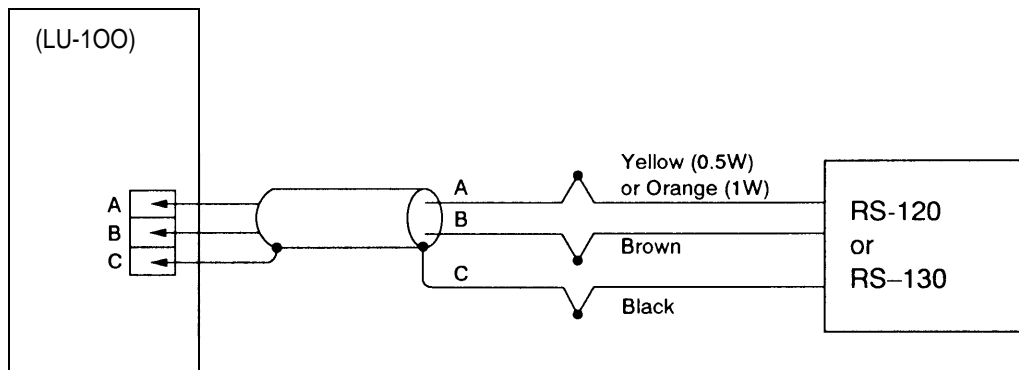 (LU-100)
A
B
C
A
B
C
Yellow (0.5W)
or Orange (1W)
Brown
Black
RS-120
or
RS–130